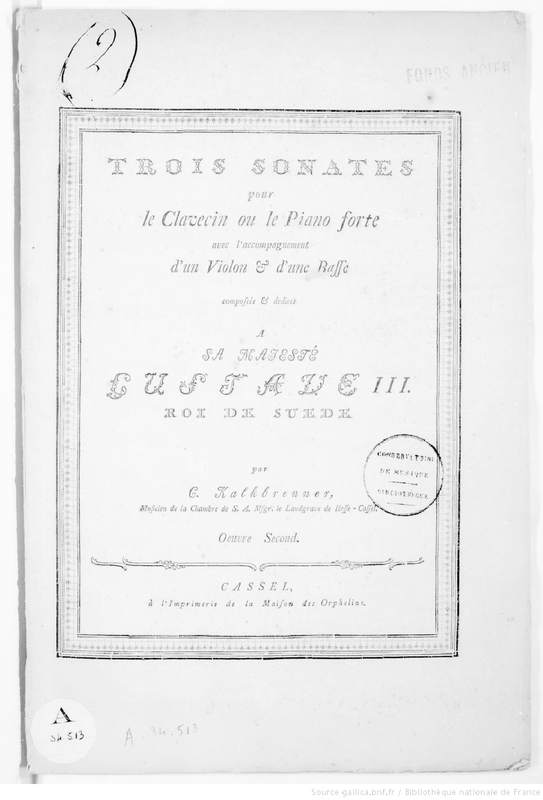 2
FONDS ANCIEN
TROIS SONATES
pour
le Clavecin ou le Piano forte
avec l'accompagnement
d'un Violon & d'une Basse
composés & dediés
A
SA MAJESTÉ
GUSTAVE III.
ROI DE SUEDE
par
C. Kalkbrenner,
Musicien de la Chambre de S. A. Msgr. le Landgrave de Hesse-Cassel.
Oeuvre Second.
CONSERVATOIRE
DE MUSIQUE
BIBLIOTHÈQUE
CASSEL,
à l'Imprimerie de la Maison des Orphelins.
A
34.513
A.34.513
Source gallica.bnf.fr / Bibliothèque nationale de France